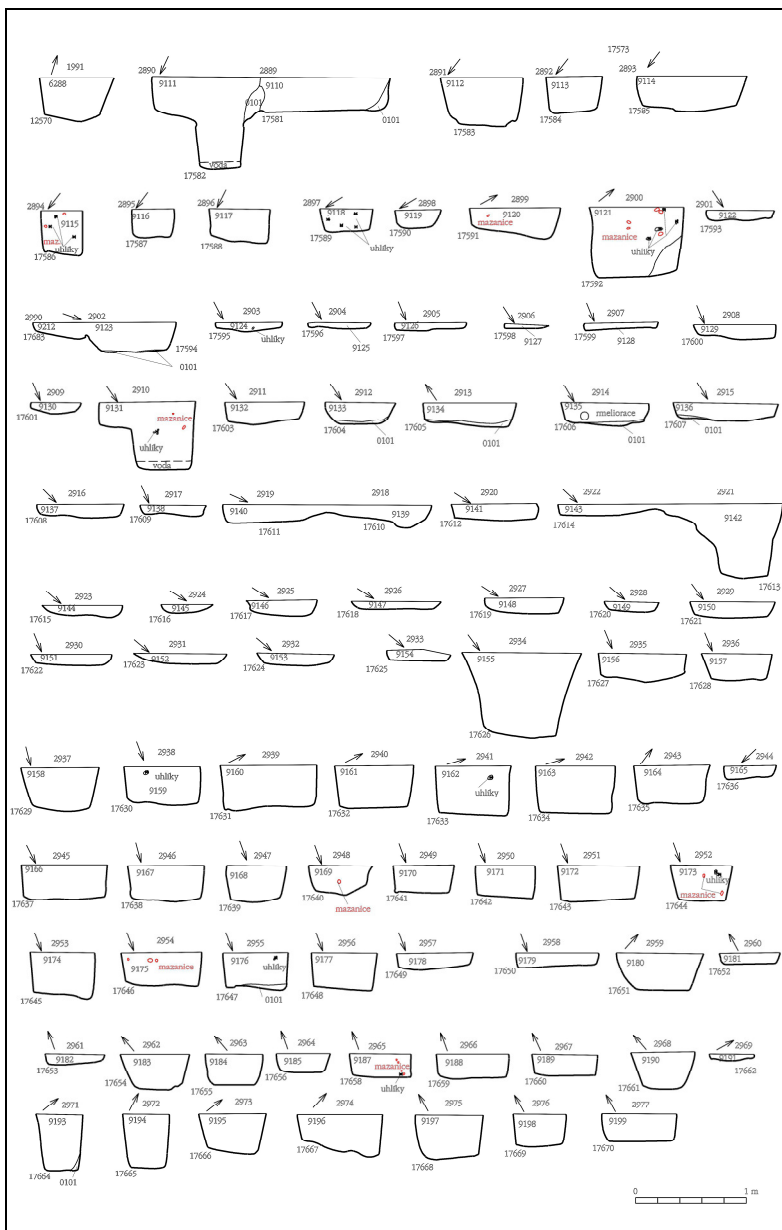 17573
1991 2890 2889 2891 2892 2893
6288 9111 9110 9112 9113 9114
0101
12570 17581 17583 17584 17585 0101
voda
17582
2894 2895 2896 2897 2898 2899 2900 2901
9115 9116 9117 9118 9119 9120 9121 9122
mazanice mazanice
uhlíky uhlíky uhlíky
17586 17587 17588 17589 17590 17591 17592 17593
2990 2902 2903 2904 2905 2906 2907 2908
9212 9123 9124 9126 9129
17683 17594 17595 uhlíky 17596 9125 17597 17598 9127 17599 9128 17600
0101
2909 2910 2911 2912 2913 2914 2915
9130 9131 9132 9133 9134 9135 9136
mazanice meliorace
17601 uhlíky 17603 17604 17605 17606 17607
0101 0101 0101 0101
voda
2916 2917 2919 2918 2920 2922 2921
9137 9138 9140 9139 9141 9143 9142
17608 17609 17611 17610 17612 17614 17613
2923 2924 2925 2926 2927 2928 2929
9144 9145 9146 9147 9148 9149 9150
17615 17616 17617 17618 17619 17620 17621
2930 2931 2932 2933 2934 2935 2936
9151 9152 9153 9154 9155 9156 9157
17622 17623 17624 17625 17626 17627 17628
2937 2938 2939 2940 2941 2942 2943 2944
9158 uhlíky 9160 9161 9162 9163 9164 9165
9159 uhlíky
17629 17630 17631 17632 17633 17634 17635 17636
2945 2946 2947 2948 2949 2950 2951 2952
9166 9167 9168 9169 9170 9171 9172 9173
uhlíky
mazanice mazanice
17637 17638 17639 17640 17641 17642 17643 17644
2953 2954 2955 2956 2957 2958 2959 2960
9174 9175 mazanice 9176 uhlíky 9177 9178 9179 9180 9181
17645 17646 17647 0101 17648 17649 17650 17651 17652
2961 2962 2963 2964 2965 2966 2967 2968 2969
9182 9183 9184 9185 9187 9188 9189 9190 9191
mazanice
uhlíky
17653 17654 17655 17656 17658 17659 17660 17661 17662
2971 2972 2973 2974 2975 2976 2977
9193 9194 9195 9196 9197 9198 9199
17664 0101 17665 17666 17667 17668 17669 17670
0 1 m